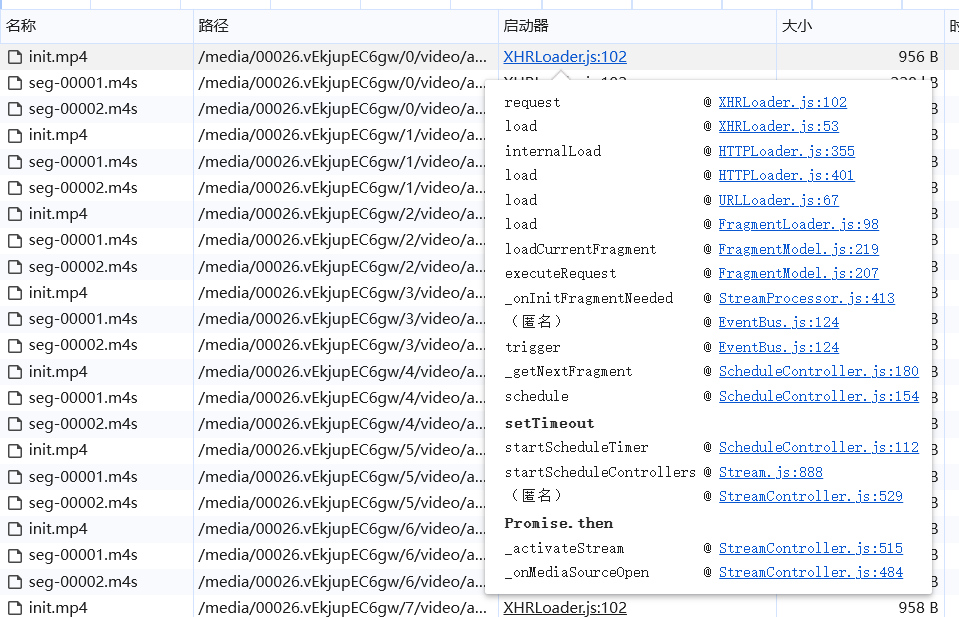 名称 路径 启动器 大小 时
init.mp4 /media/00026.vEkjupEC6gw/0/video/a... XHRLoader.js:102 956 B
seg-00001.m4s /media/00026.vEkjupEC6gw/0/video/a...
seg-00002.m4s /media/00026.vEkjupEC6gw/0/video/a... B
init.mp4 /media/00026.vEkjupEC6gw/1/video/a... B
seg-00001.m4s /media/00026.vEkjupEC6gw/1/video/a... B
seg-00002.m4s /media/00026.vEkjupEC6gw/1/video/a... B
init.mp4 /media/00026.vEkjupEC6gw/2/video/a... B
seg-00001.m4s /media/00026.vEkjupEC6gw/2/video/a... B
seg-00002.m4s /media/00026.vEkjupEC6gw/2/video/a... B
init.mp4 /media/00026.vEkjupEC6gw/3/video/a... B
seg-00001.m4s /media/00026.vEkjupEC6gw/3/video/a... B
seg-00002.m4s /media/00026.vEkjupEC6gw/3/video/a... B
init.mp4 /media/00026.vEkjupEC6gw/4/video/a... B
seg-00001.m4s /media/00026.vEkjupEC6gw/4/video/a... B
seg-00002.m4s /media/00026.vEkjupEC6gw/4/video/a... B
init.mp4 /media/00026.vEkjupEC6gw/5/video/a... B
seg-00001.m4s /media/00026.vEkjupEC6gw/5/video/a... B
seg-00002.m4s /media/00026.vEkjupEC6gw/5/video/a... B
init.mp4 /media/00026.vEkjupEC6gw/6/video/a... B
seg-00001.m4s /media/00026.vEkjupEC6gw/6/video/a... B
seg-00002.m4s /media/00026.vEkjupEC6gw/6/video/a... B
init.mp4 /media/00026.vEkjupEC6gw/7/video/a... XHRLoader.js:102 958 B
request @ XHRLoader.js:102
load @ XHRLoader.js:53
internalLoad @ HTTPLoader.js:355
load @ HTTPLoader.js:401
load @ URLLoader.js:67
load @ FragmentLoader.js:98
loadCurrentFragment @ FragmentModel.js:219
executeRequest @ FragmentModel.js:207
_onInitFragmentNeeded @ StreamProcessor.js:413
（匿名） @ EventBus.js:124
trigger @ EventBus.js:124
_getNextFragment @ ScheduleController.js:180
schedule @ ScheduleController.js:154
setTimeout
startScheduleTimer @ ScheduleController.js:112
startScheduleControllers @ Stream.js:888
（匿名） @ StreamController.js:529
Promise.then
_activateStream @ StreamController.js:515
_onMediaSourceOpen @ StreamController.js:484